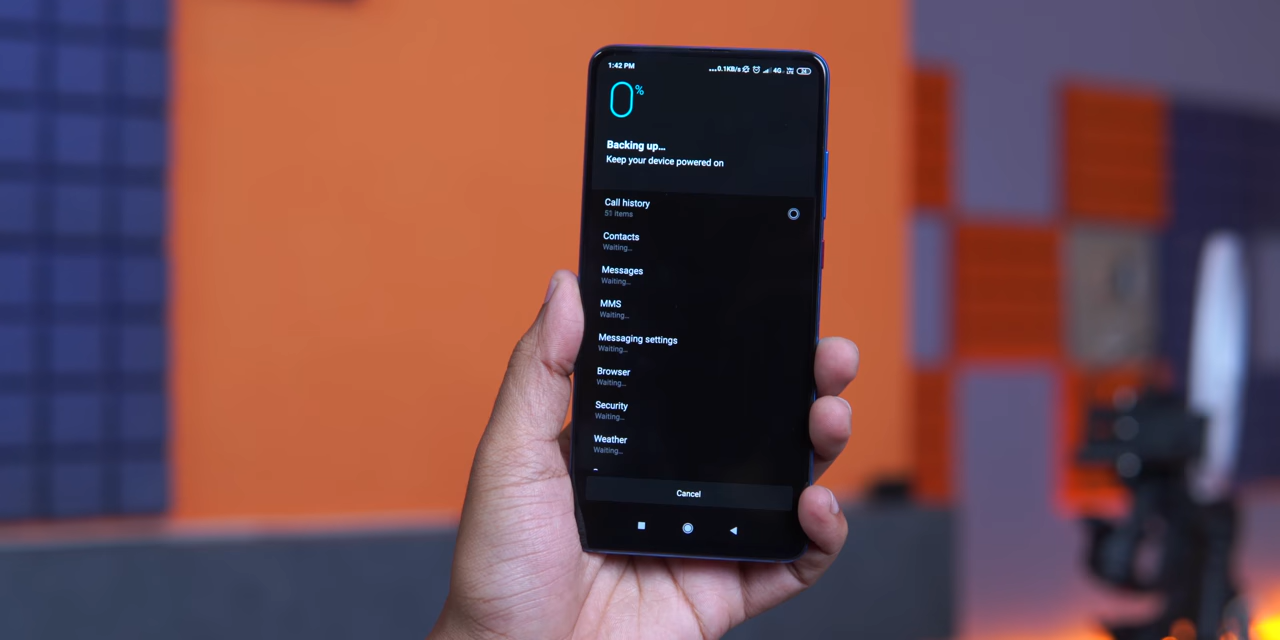 1:42 PM
...0.1KB/s 4G
0%
Backing up...
Keep your device powered on
Call history
51 items
Contacts
Waiting...
Messages
Waiting...
MMS
Waiting...
Messaging settings
Waiting...
Browser
Waiting...
Security
Waiting...
Weather
Waiting...
Cancel